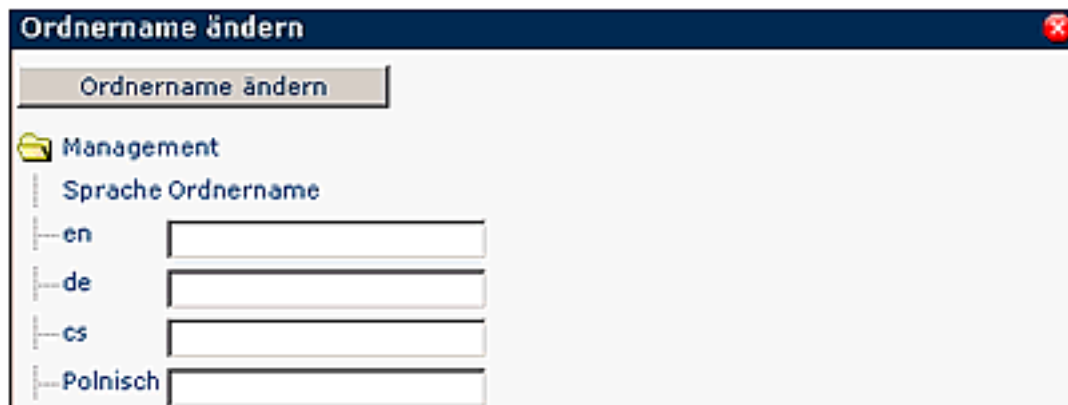 Ordnername ändern
Ordnername ändern
Management
Sprache Ordnername
en
de
cs
Polnisch